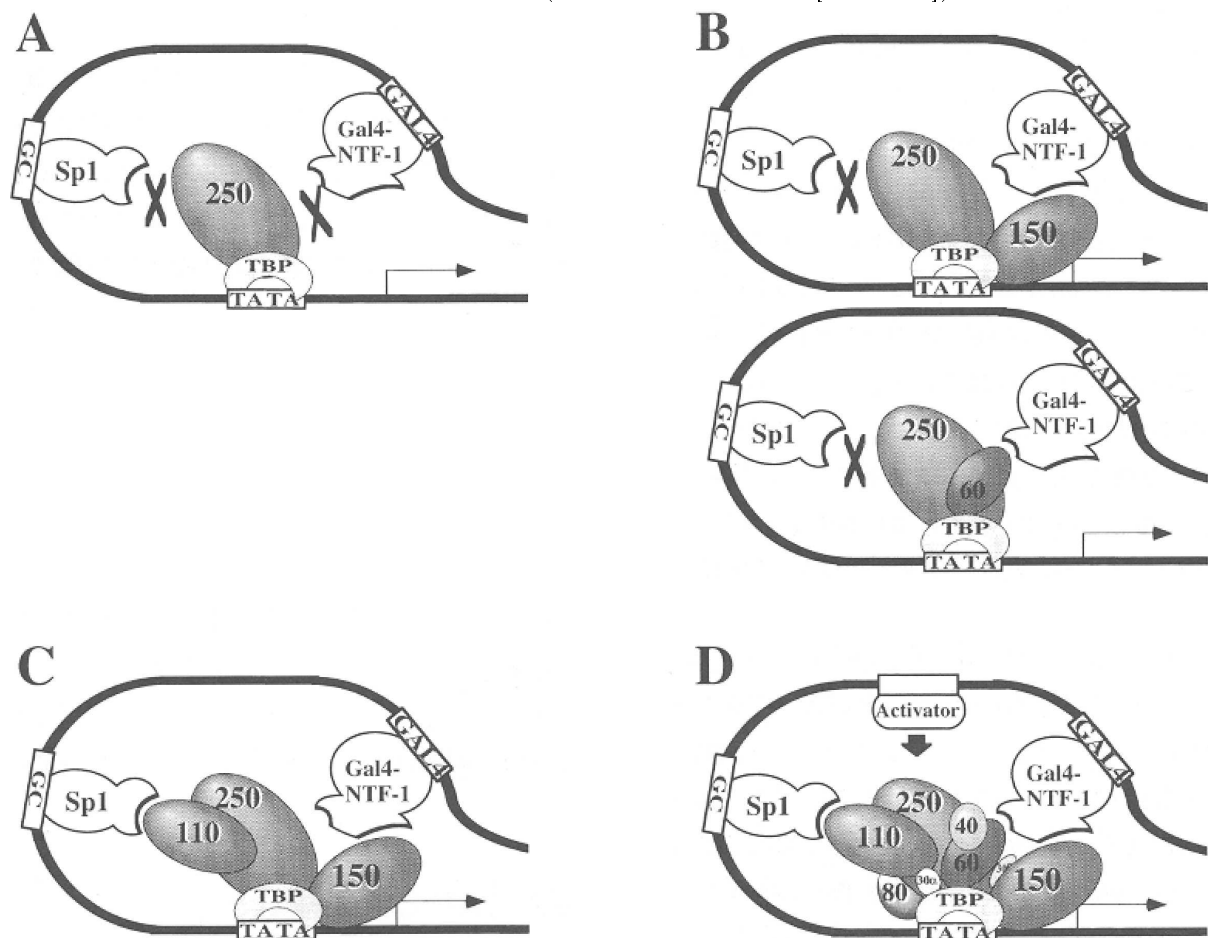 A
GC
Sp1
250
Gal4-
NTF-1
GAL4
TBP
TATA
B
GC
Sp1
250
Gal4-
NTF-1
GAL4
150
TBP
TATA
GC
Sp1
250
60
Gal4-
NTF-1
GAL4
TBP
TATA
C
GC
Sp1
110
250
Gal4-
NTF-1
GAL4
150
TBP
TATA
D
Activator
GC
Sp1
110
250
40
60
80
30α
Gal4-
NTF-1
GAL4
150
TBP
TATA